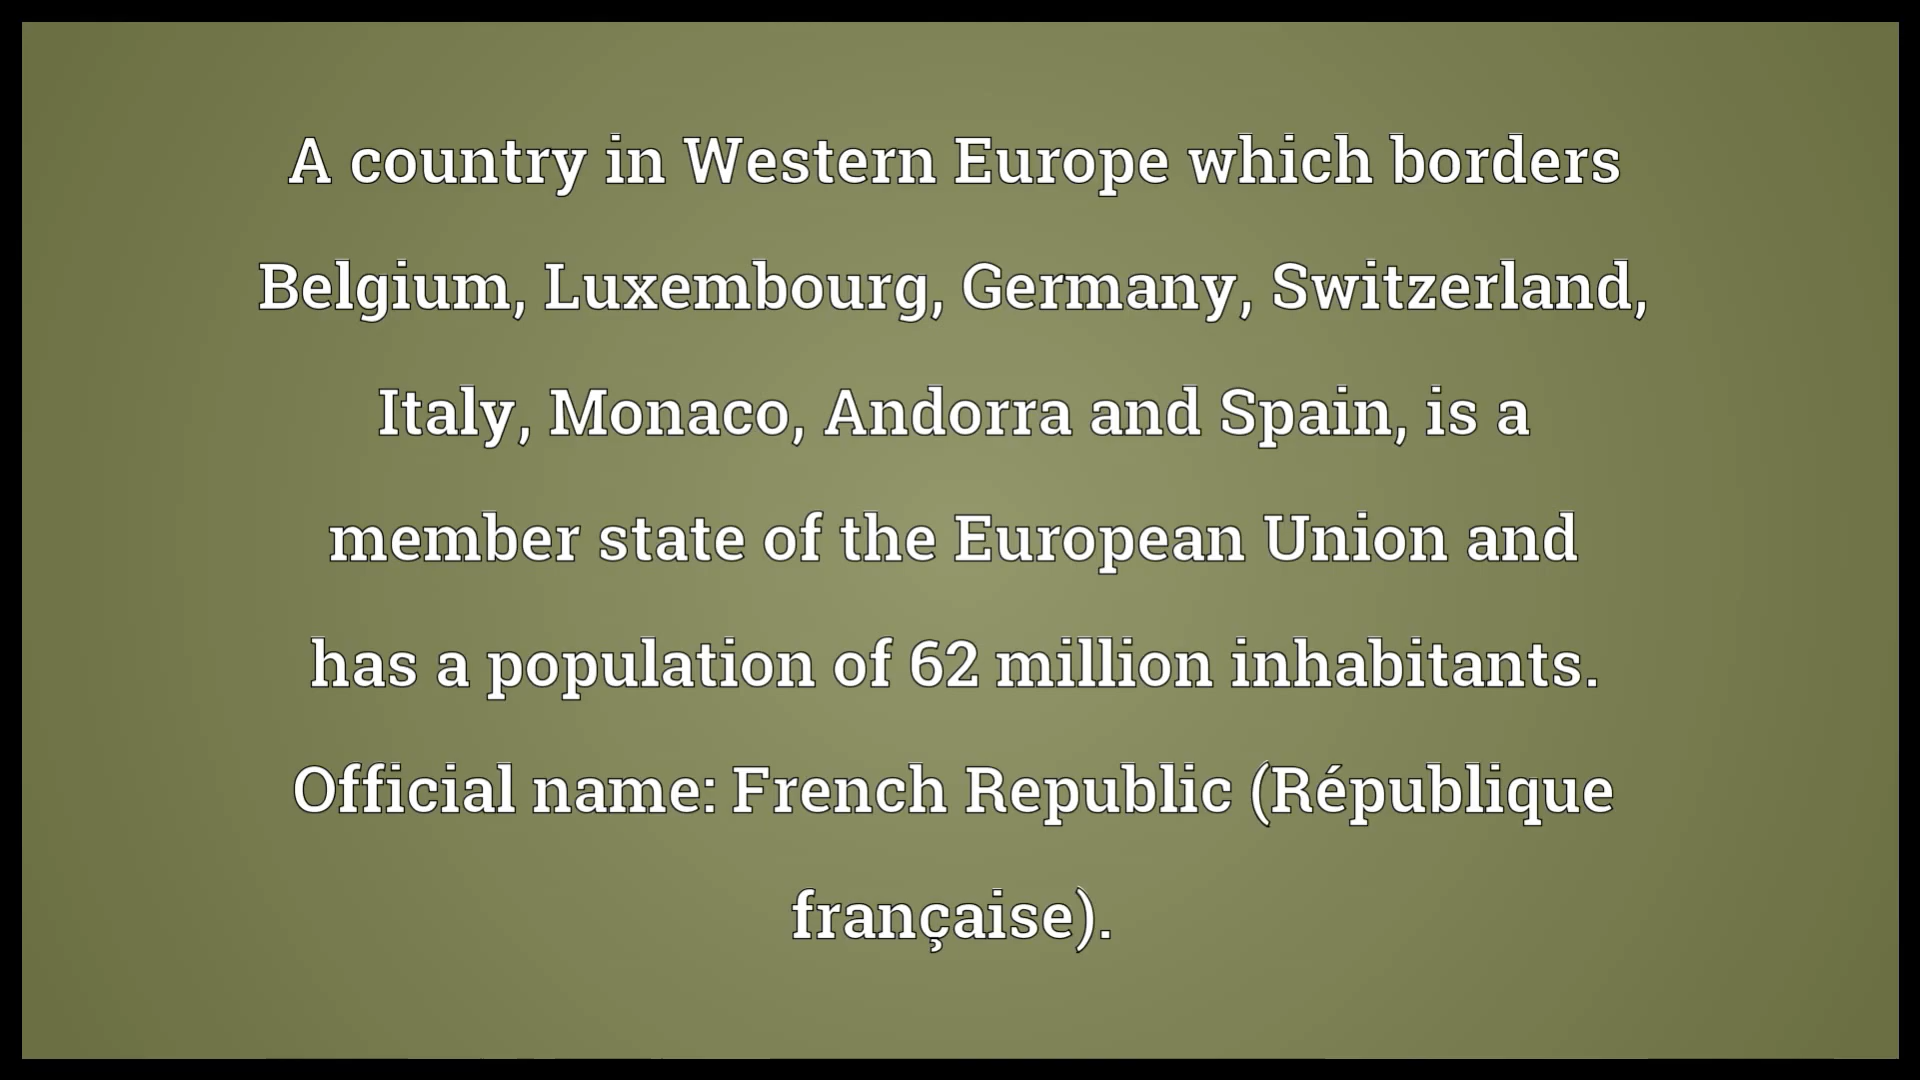 A country in Western Europe which borders
Belgium, Luxembourg, Germany, Switzerland,
Italy, Monaco, Andorra and Spain, is a
member state of the European Union and
has a population of 62 million inhabitants.
Official name: French Republic (République
française).